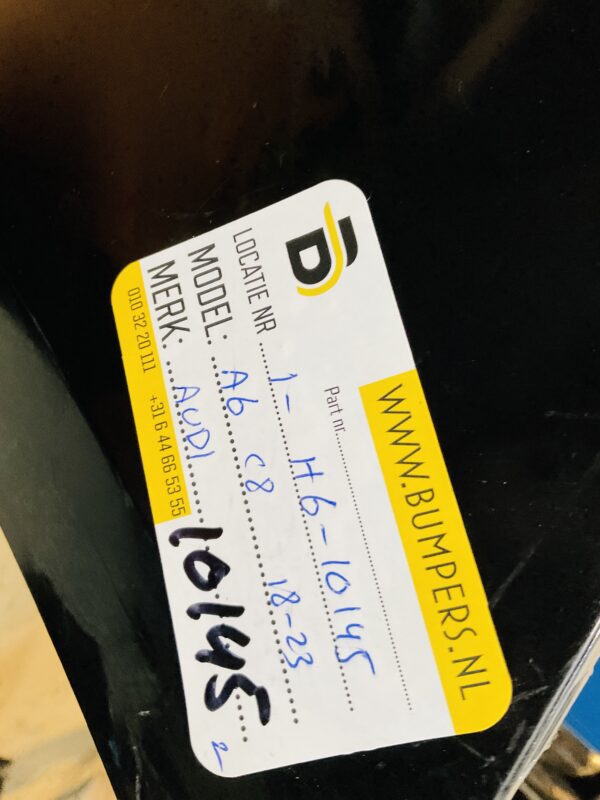 WWW.BUMPERS.NL
Part nr.
LOCATIE NR 1-H6-10145
MODEL: A6 C8 18-23
MERK: AUDI 10145
2
010 32 20 111 +31 6 44 66 53 55